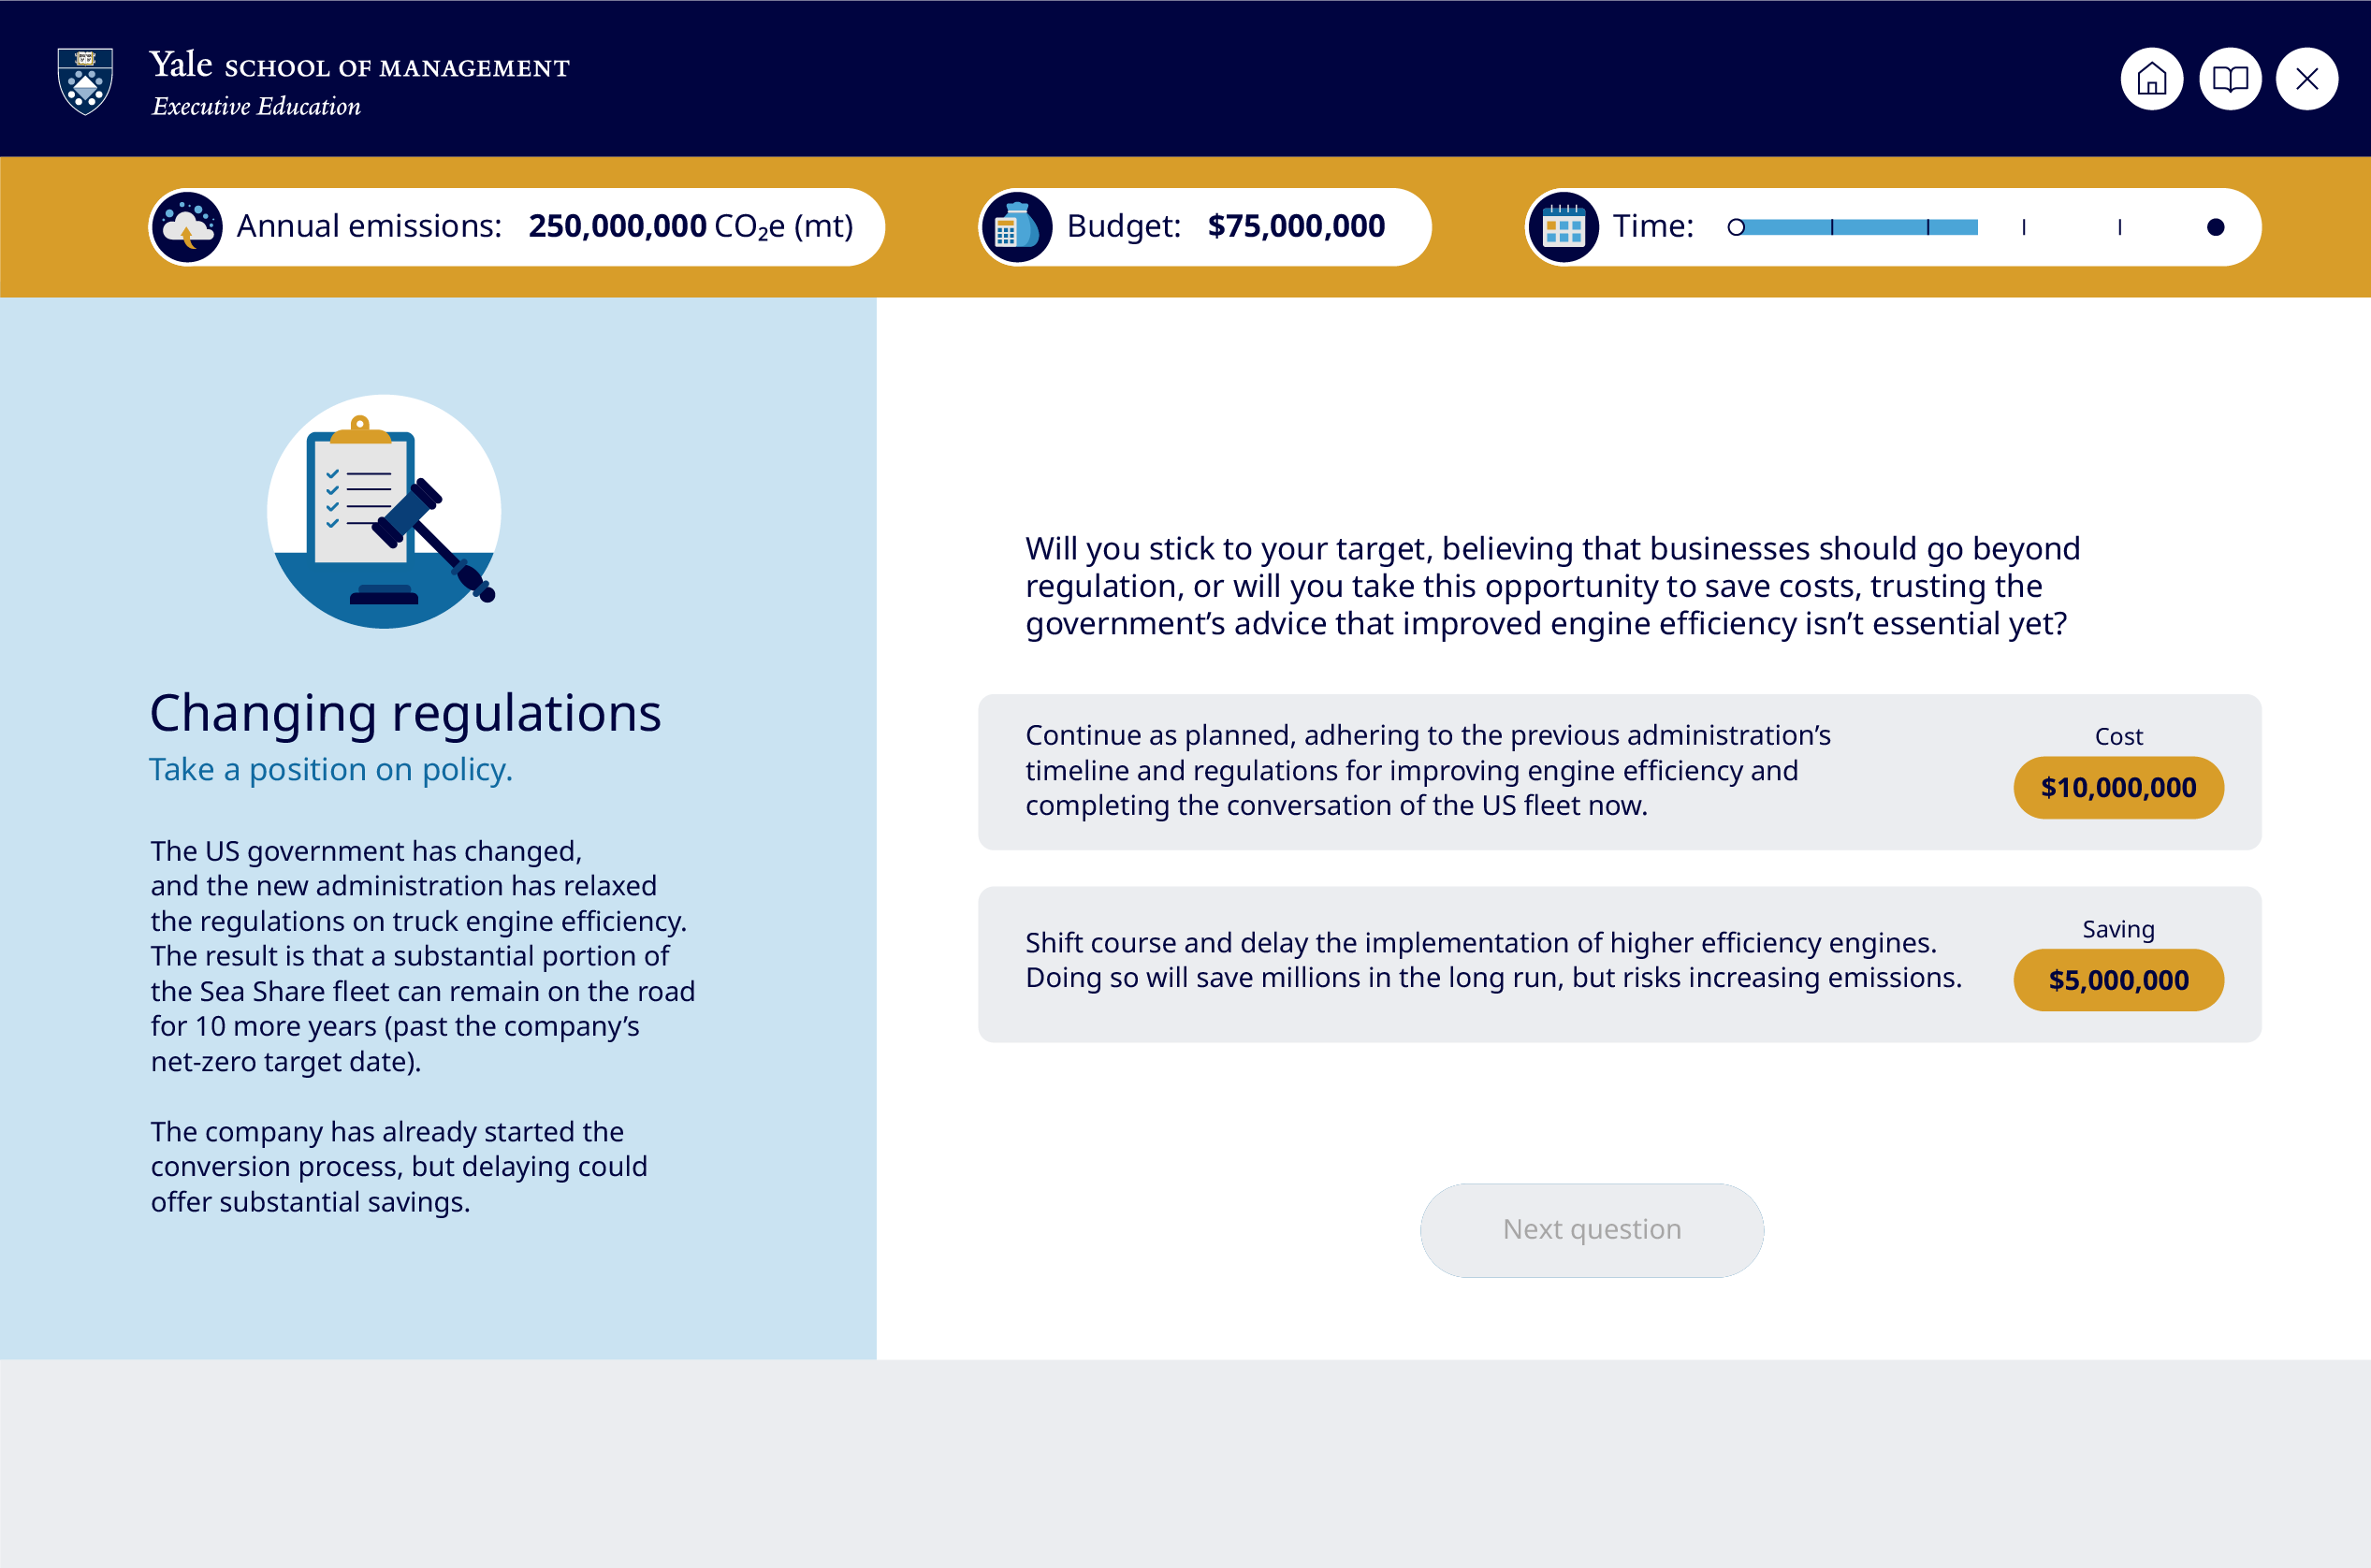 Yale SCHOOL OF MANAGEMENT
Executive Education
Annual emissions: 250,000,000 CO₂e (mt)
Budget: $75,000,000
Time:
Changing regulations
Take a position on policy.
The US government has changed,
and the new administration has relaxed
the regulations on truck engine efficiency.
The result is that a substantial portion of
the Sea Share fleet can remain on the road
for 10 more years (past the company’s
net-zero target date).
The company has already started the
conversion process, but delaying could
offer substantial savings.
Will you stick to your target, believing that businesses should go beyond
regulation, or will you take this opportunity to save costs, trusting the
government’s advice that improved engine efficiency isn’t essential yet?
Continue as planned, adhering to the previous administration’s
timeline and regulations for improving engine efficiency and
completing the conversation of the US fleet now.
Cost
$10,000,000
Shift course and delay the implementation of higher efficiency engines.
Doing so will save millions in the long run, but risks increasing emissions.
Saving
$5,000,000
Next question